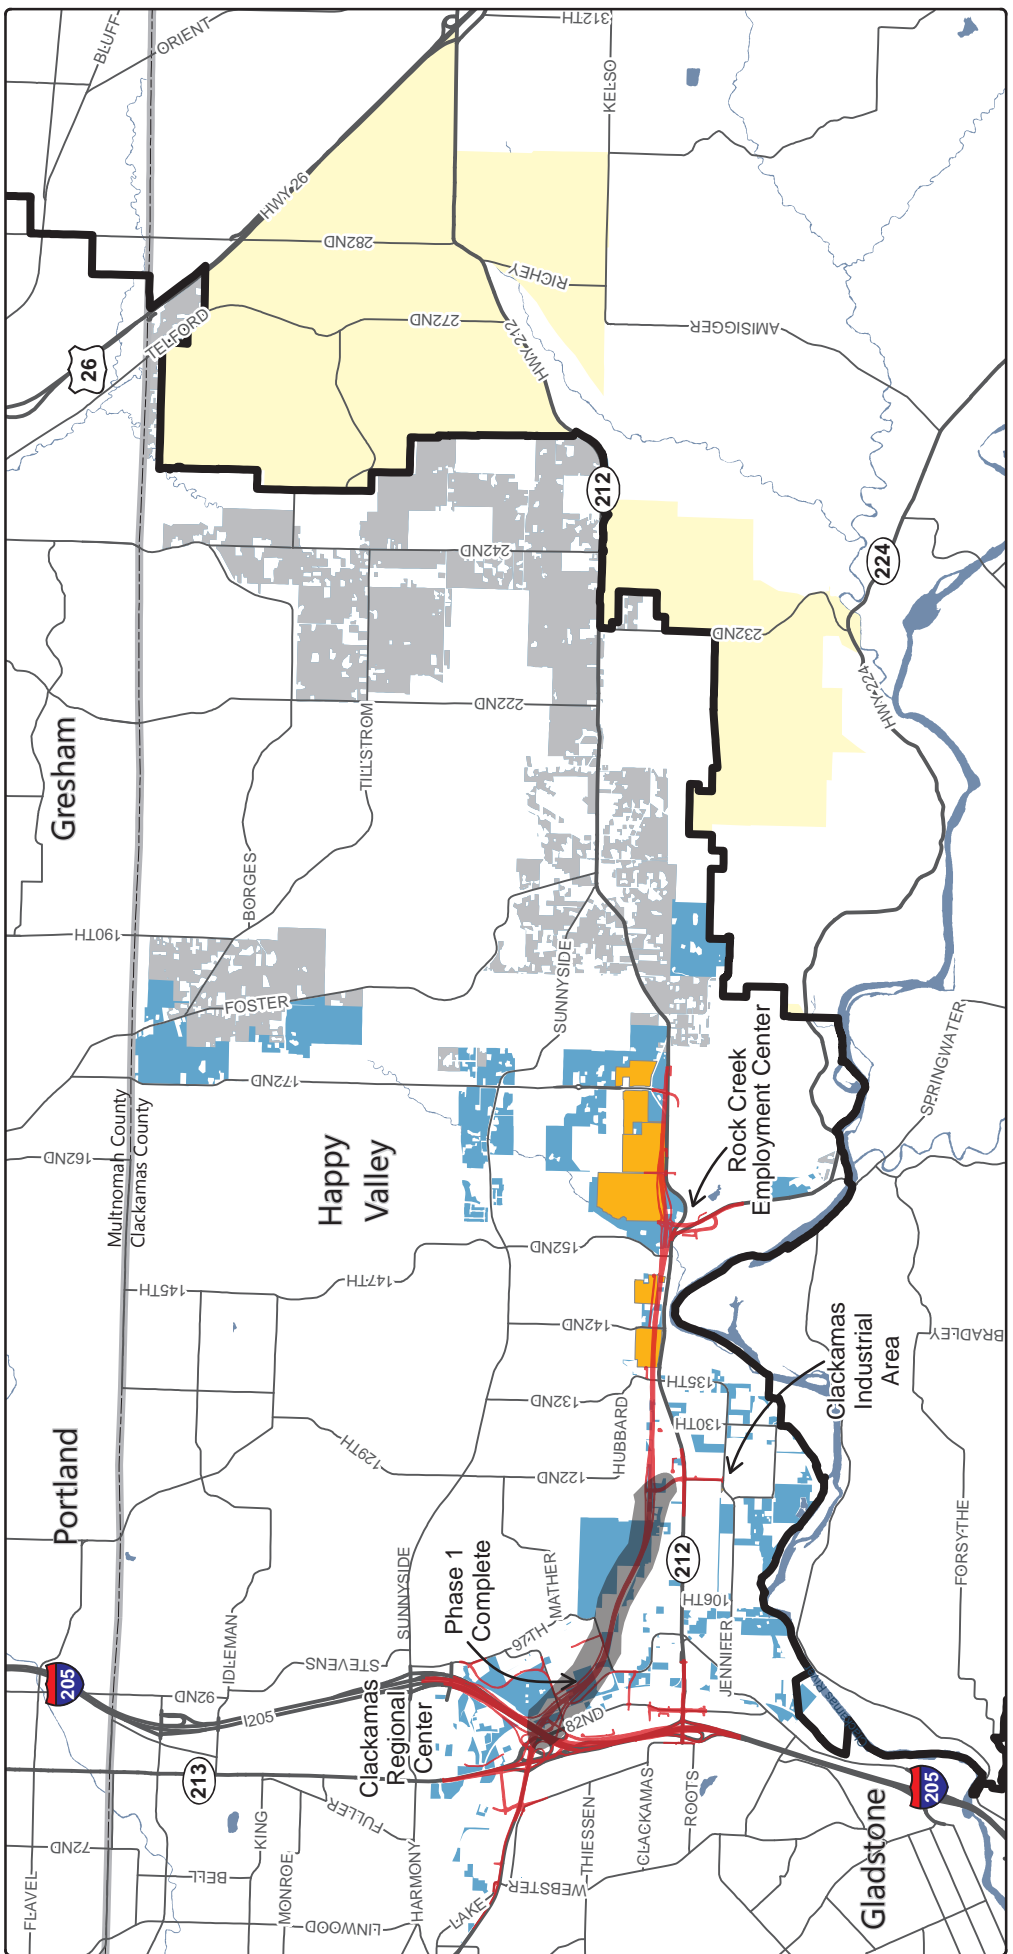 BLUFF
ORIENT
312TH
KELSO
HWY 26
282ND
RICHEY
272ND
HWY-212
AMISIGGER
TELFORD
26
212
242ND
224
232ND
HWY-224
222ND
TILLSTROM
Gresham
BORGES
190TH
SUNNYSIDE
FOSTER
172ND
Rock Creek
Employment Center
SPRINGWATER
162ND
Multnomah County
Clackamas County
Happy
Valley
152ND
147TH
145TH
142ND
BRADLEY
Clackamas
Industrial
Area
135TH
132ND
130TH
HUBBARD
129TH
122ND
Portland
Phase 1
Complete
212
FORSYTHE
106TH
MATHER
SUNNYSIDE
97TH
JENNIFER
IDLEMAN
STEVENS
92ND
205
I205
82ND
Clackamas
Regional
Center
213
205
FULLER
KING
72ND
MONROE
BELL
HARMONY
THIESSEN
CLACKAMAS
ROOTS
Gladstone
FLAVEL
LINWOOD
LAKE
WEBSTER